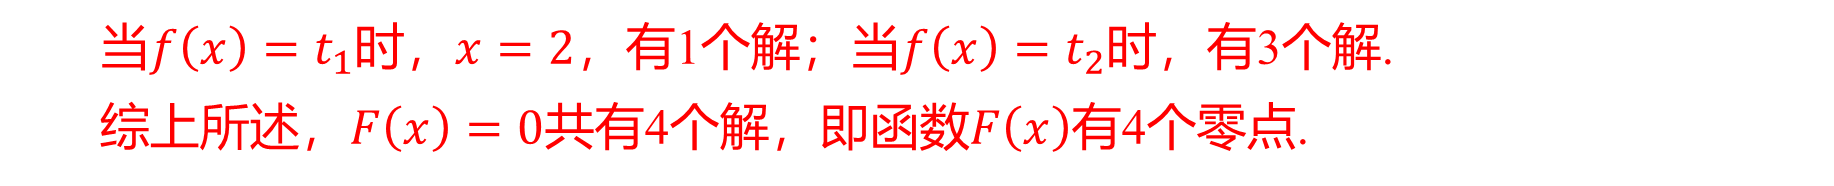 当f(x) = t₁时，x = 2，有1个解；当f(x) = t₂时，有3个解.
综上所述，F(x) = 0共有4个解，即函数F(x)有4个零点.